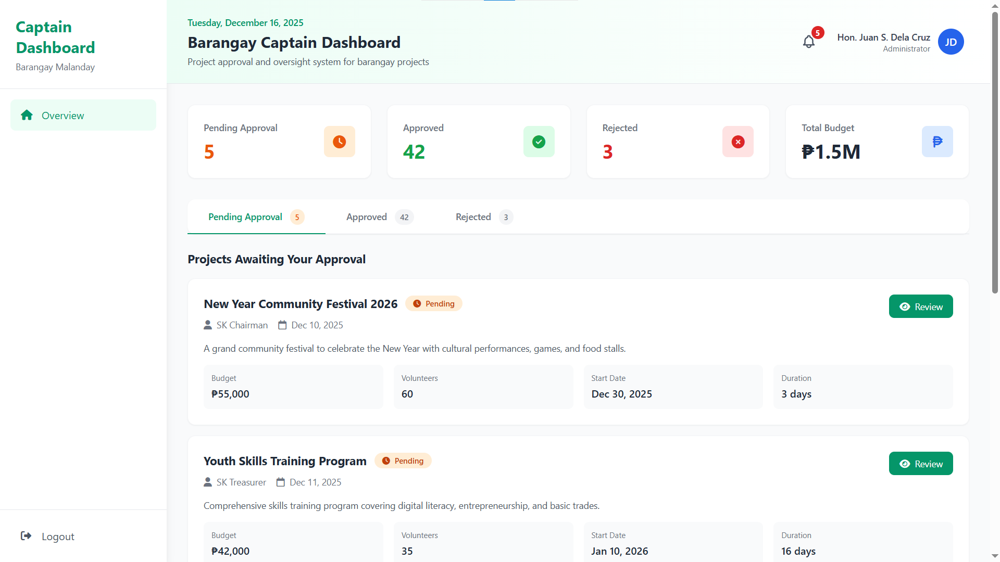 Captain
Dashboard
Barangay Malanday
Overview
Logout
Tuesday, December 16, 2025
Barangay Captain Dashboard
Project approval and oversight system for barangay projects
5
Hon. Juan S. Dela Cruz
Administrator
JD
Pending Approval
5
Approved
42
Rejected
3
Total Budget
₱1.5M
₱
Pending Approval 5
Approved 42
Rejected 3
Projects Awaiting Your Approval
New Year Community Festival 2026
Pending
Review
SK Chairman
Dec 10, 2025
A grand community festival to celebrate the New Year with cultural performances, games, and food stalls.
Budget
₱55,000
Volunteers
60
Start Date
Dec 30, 2025
Duration
3 days
Youth Skills Training Program
Pending
Review
SK Treasurer
Dec 11, 2025
Comprehensive skills training program covering digital literacy, entrepreneurship, and basic trades.
Budget
₱42,000
Volunteers
35
Start Date
Jan 10, 2026
Duration
16 days